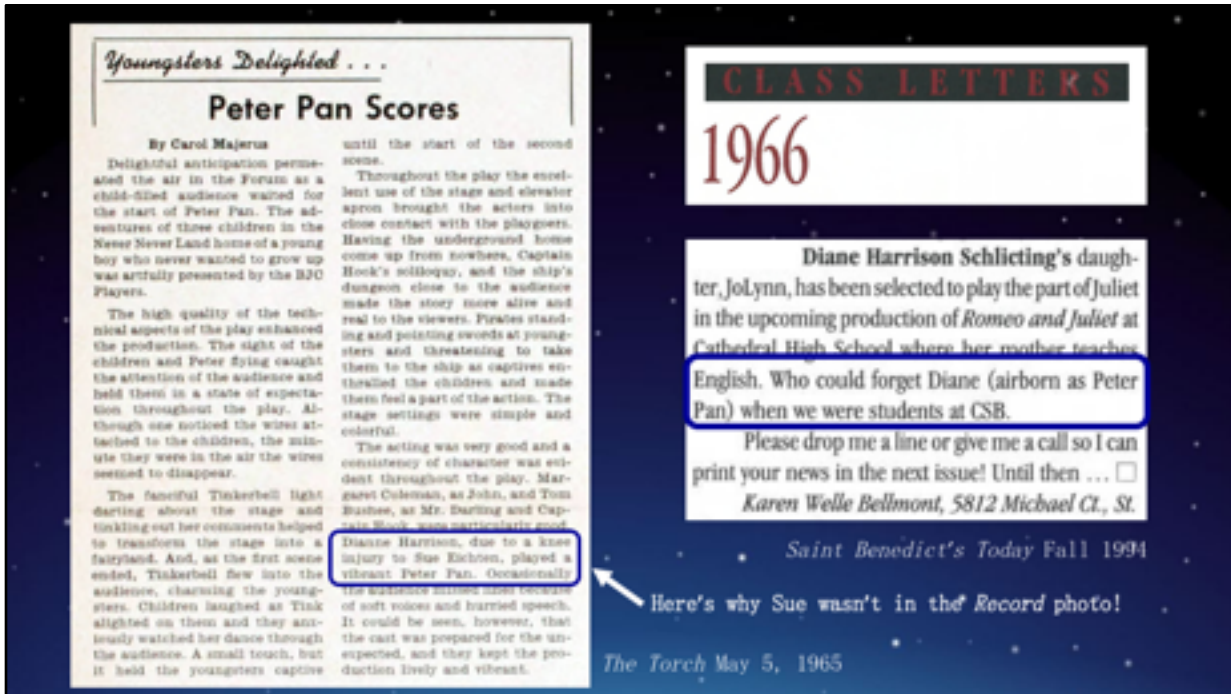 Youngsters Delighted . . .
Peter Pan Scores
By Carol Majerus
Delightful anticipation perme-
ated the air in the Forum as a
child-filled audience waited for
the start of Peter Pan. The ad-
ventures of three children in the
Never Never Land home of a young
boy who never wanted to grow up
was artfully presented by the BJC
Players.
The high quality of the tech-
nical aspects of the play enhanced
the production. The sight of the
children and Peter flying caught
the attention of the audience and
held them in a state of expecta-
tion throughout the play. Al-
though one noticed the wires at-
tached to the children, the min-
ute they were in the air the wires
seemed to disappear.
The fanciful Tinkerbell light
darting about the stage and
tinkling out her comments helped
to transform the stage into a
fairyland. And, as the first scene
ended, Tinkerbell flew into the
audience, charming the young-
sters. Children laughed as Tink
alighted on them and they anx-
iously watched her dance through
the audience. A small touch, but
it held the youngsters captive
until the start of the second
scene.
Throughout the play the excel-
lent use of the stage and elevator
apron brought the actors into
close contact with the playgoers.
Having the underground home
come up from nowhere, Captain
Hook's soliloquy, and the ship's
dungeon close to the audience
made the story more alive and
real to the viewers. Pirates stand-
ing and pointing swords at young-
sters and threatening to take
them to the ship as captives en-
thralled the children and made
them feel a part of the action. The
stage settings were simple and
colorful.
The acting was very good and a
consistency of character was evi-
dent throughout the play. Mar-
garet Coleman, as John, and Tom
Bushee, as Mr. Darling and Cap-
tain Hook, were particularly good.
Dianne Harrison, due to a knee
injury to Sue Eichten, played a
vibrant Peter Pan. Occasionally
the audience missed lines because
of soft voices and hurried speech.
It could be seen, however, that
the cast was prepared for the un-
expected, and they kept the pro-
duction lively and vibrant.
CLASS LETTERS
1966
Diane Harrison Schlicting's daugh-
ter, JoLynn, has been selected to play the part of Juliet
in the upcoming production of Romeo and Juliet at
Cathedral High School where her mother teaches
English. Who could forget Diane (airborn as Peter
Pan) when we were students at CSB.
Please drop me a line or give me a call so I can
print your news in the next issue! Until then ... □
Karen Welle Bellmont, 5812 Michael Ct., St.
Saint Benedict's Today Fall 1994
Here's why Sue wasn't in the Record photo!
The Torch May 5, 1965